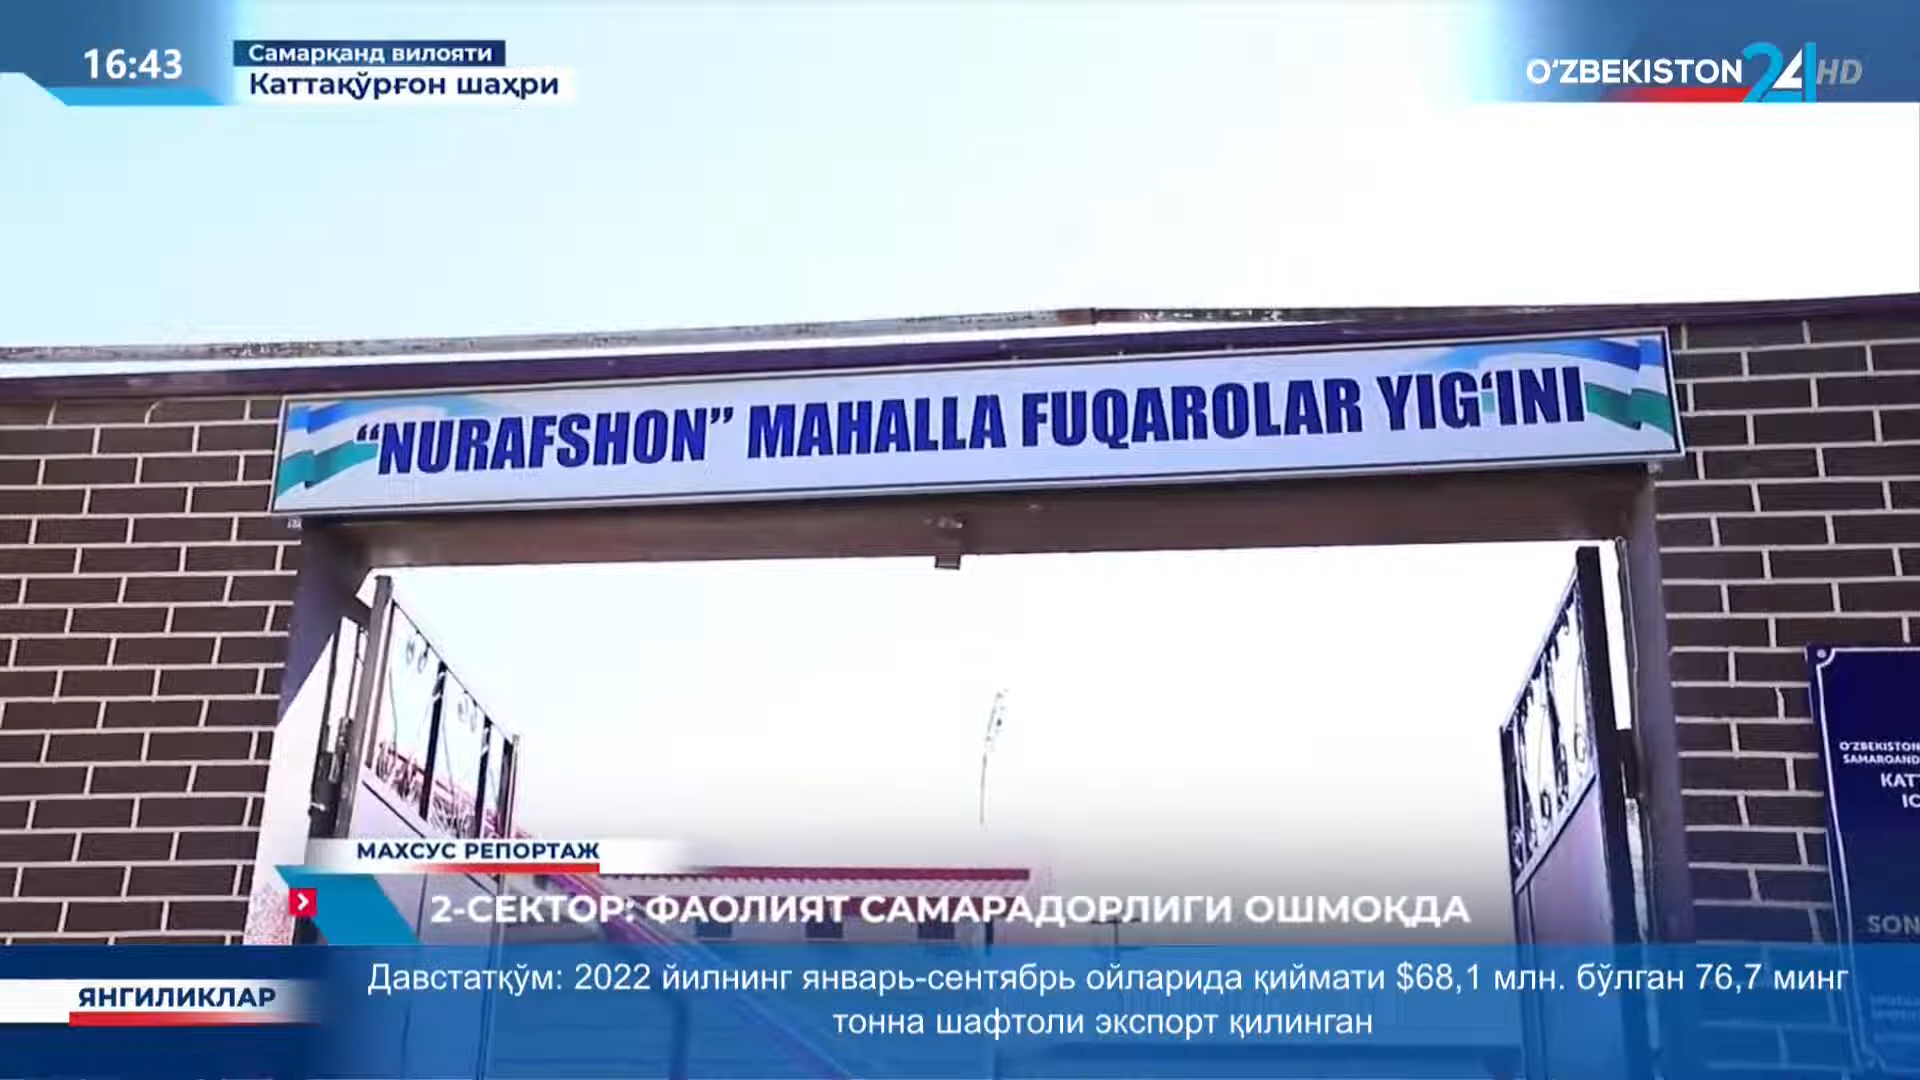 16:43
Самарқанд вилояти
Каттақўрғон шаҳри
O‘ZBEKISTON 24 HD
“NURAFSHON” MAHALLA FUQAROLAR YIG‘INI
O‘ZBEKISTON
МАХСУС РЕПОРТАЖ
2-СЕКТОР: ФАОЛИЯТ САМАРАДОРЛИГИ ОШМОҚДА
ЯНГИЛИКЛАР
Давстатқўм: 2022 йилнинг январь-сентябрь ойларида қиймати $68,1 млн. бўлган 76,7 минг
тонна шафтоли экспорт қилинган